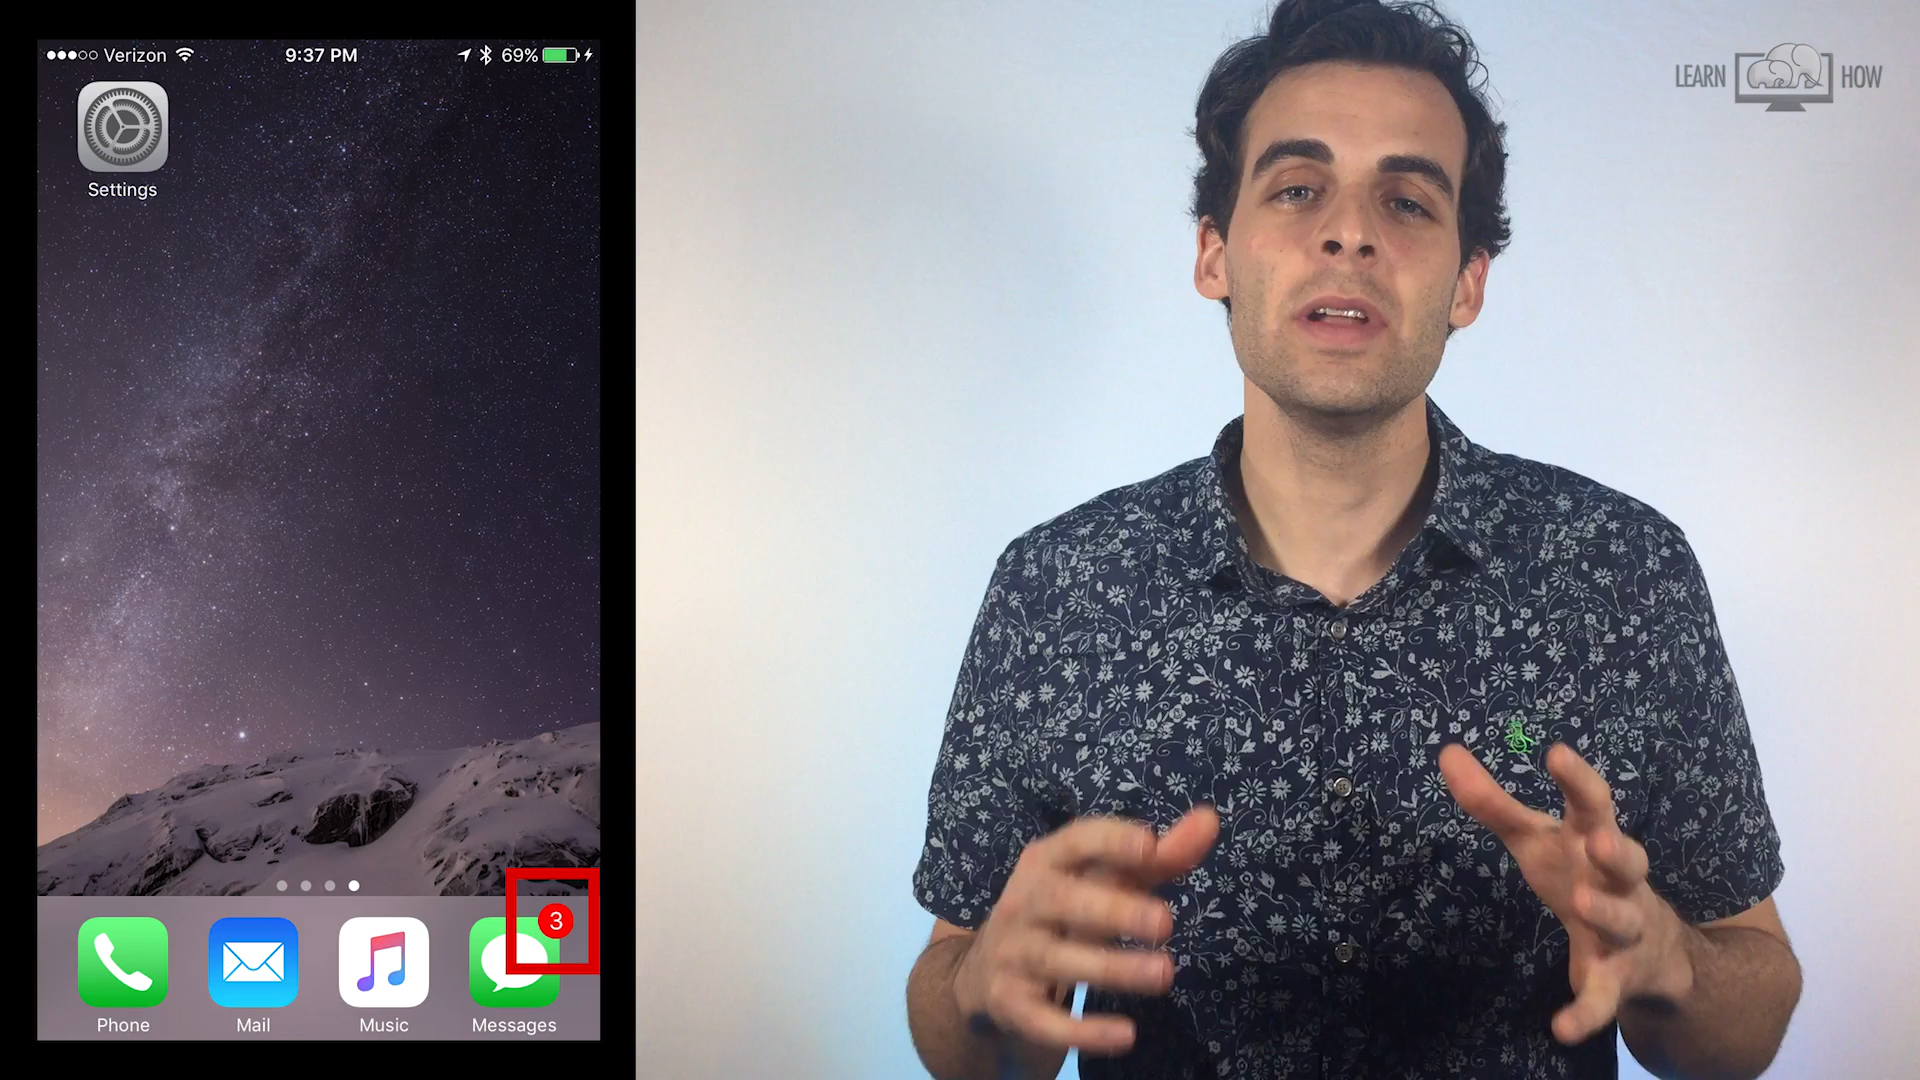 Verizon 9:37 PM 69%
Settings
3
Phone Mail Music Messages
LEARN HOW